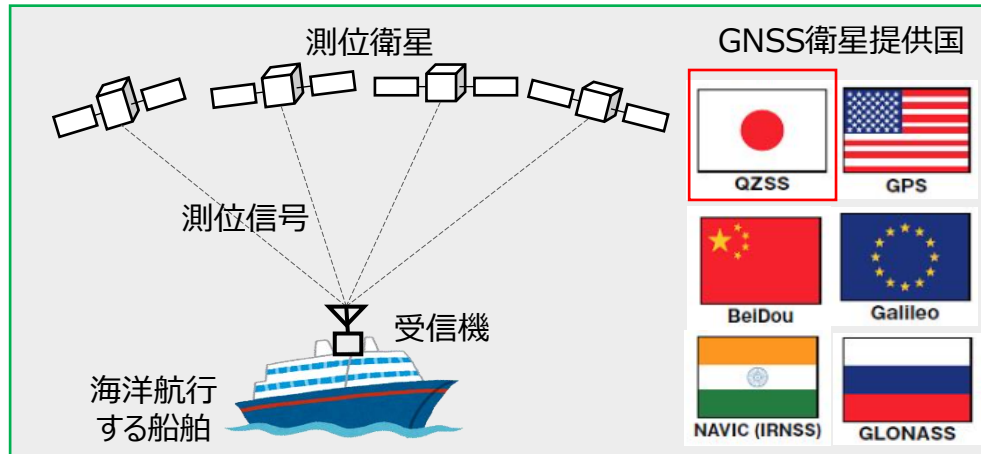 測位衛星
測位信号
受信機
海洋航行
する船舶
GNSS衛星提供国
QZSS
GPS
BeiDou
Galileo
NAVIC (IRNSS)
GLONASS